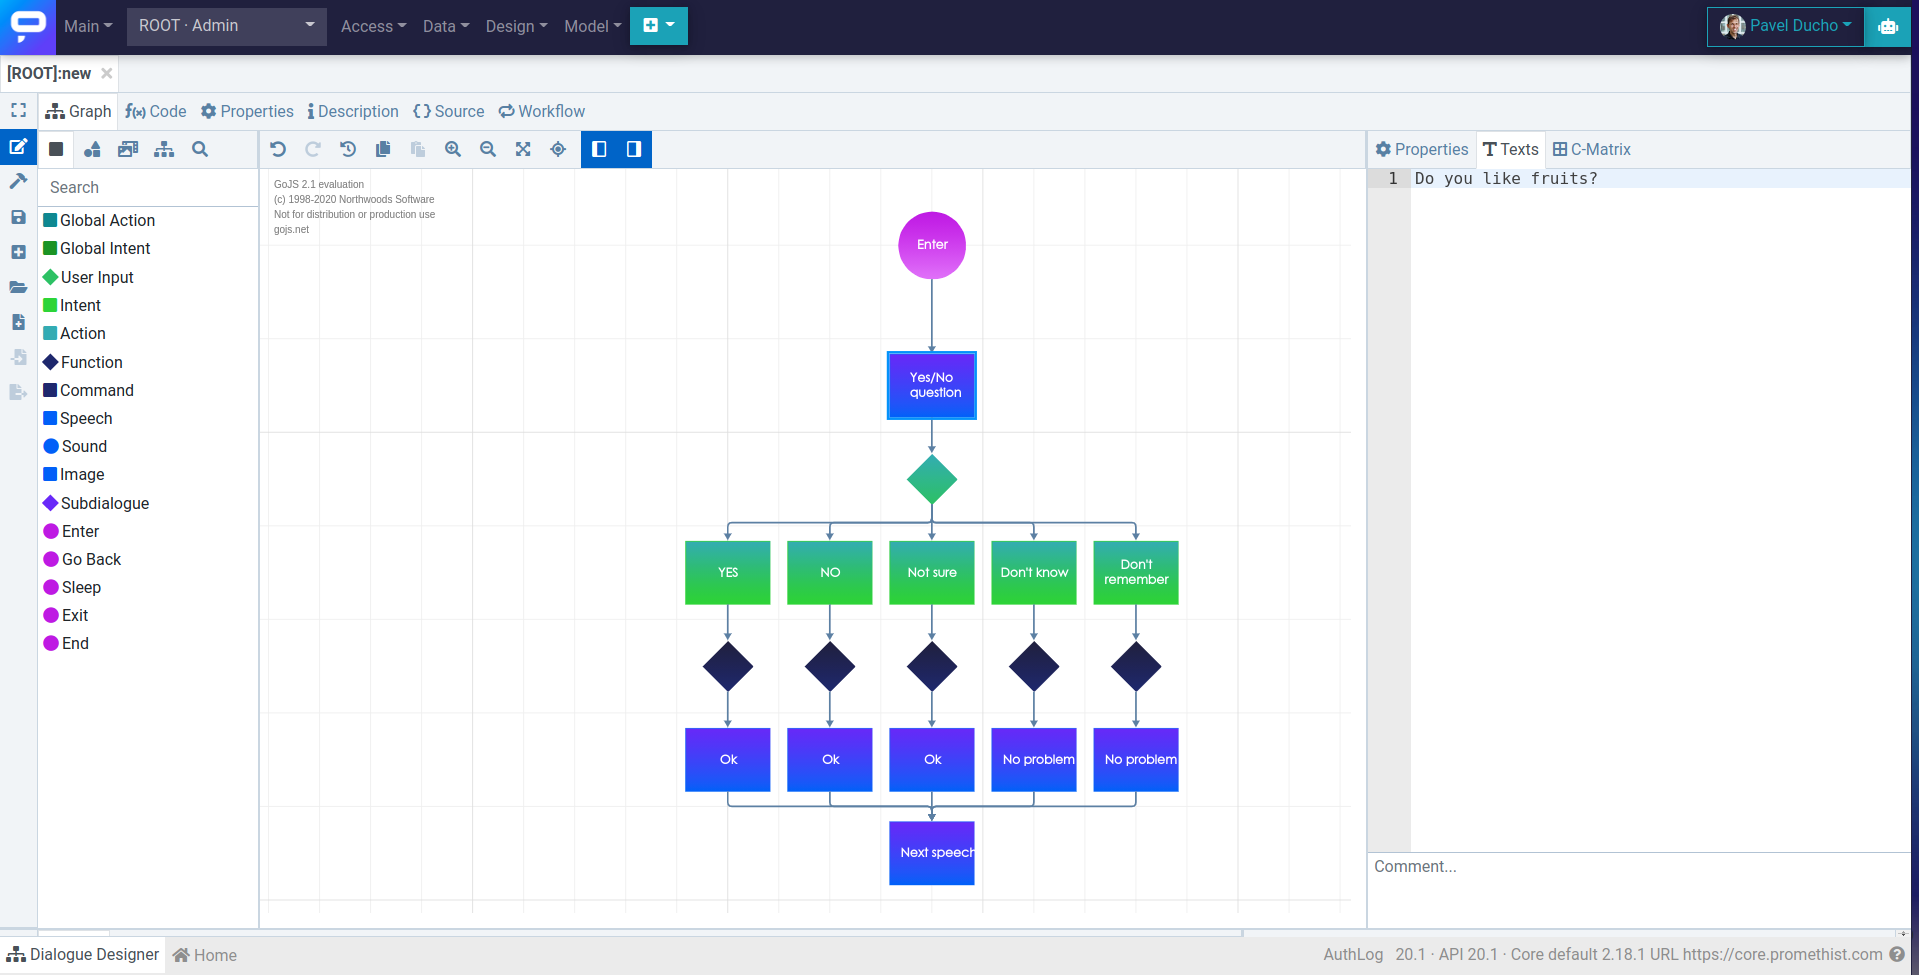 Main
ROOT · Admin
Access
Data
Design
Model
Pavel Ducho
[ROOT]:new
Graph
f(x) Code
Properties
Description
{} Source
Workflow
Properties
Texts
C-Matrix
Search
GoJS 2.1 evaluation
(c) 1998-2020 Northwoods Software
Not for distribution or production use
gojs.net
1 Do you like fruits?
Global Action
Global Intent
User Input
Intent
Action
Function
Command
Speech
Sound
Image
Subdialogue
Enter
Go Back
Sleep
Exit
End
Enter
Yes/No
question
YES
NO
Not sure
Don't know
Don't
remember
Ok
Ok
Ok
No problem
No problem
Next speech
Comment...
Dialogue Designer
Home
AuthLog 20.1 · API 20.1 · Core default 2.18.1 URL https://core.promethist.com